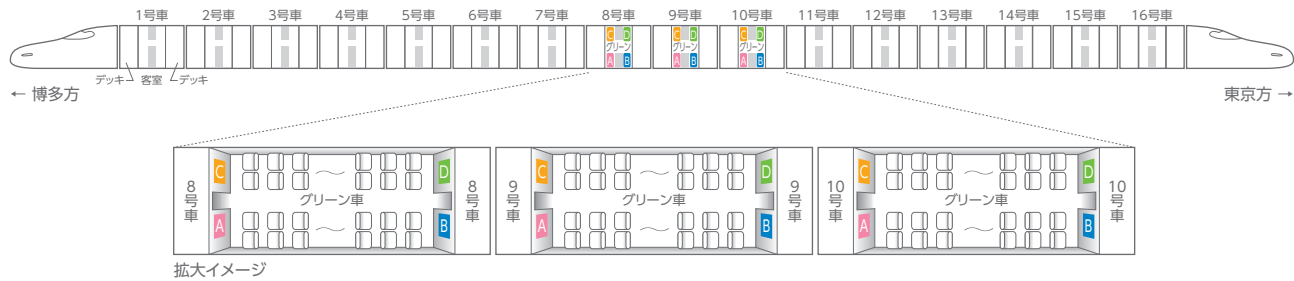 1号車 2号車 3号車 4号車 5号車 6号車 7号車 8号車 9号車 10号車 11号車 12号車 13号車 14号車 15号車 16号車
C D C D C D
グリーン グリーン グリーン
A B A B A B
デッキ 客室 デッキ
← 博多方 東京方 →
8号車 C D 8号車 9号車 C D 9号車 10号車 C D 10号車
グリーン車 グリーン車 グリーン車
A B A B A B
拡大イメージ